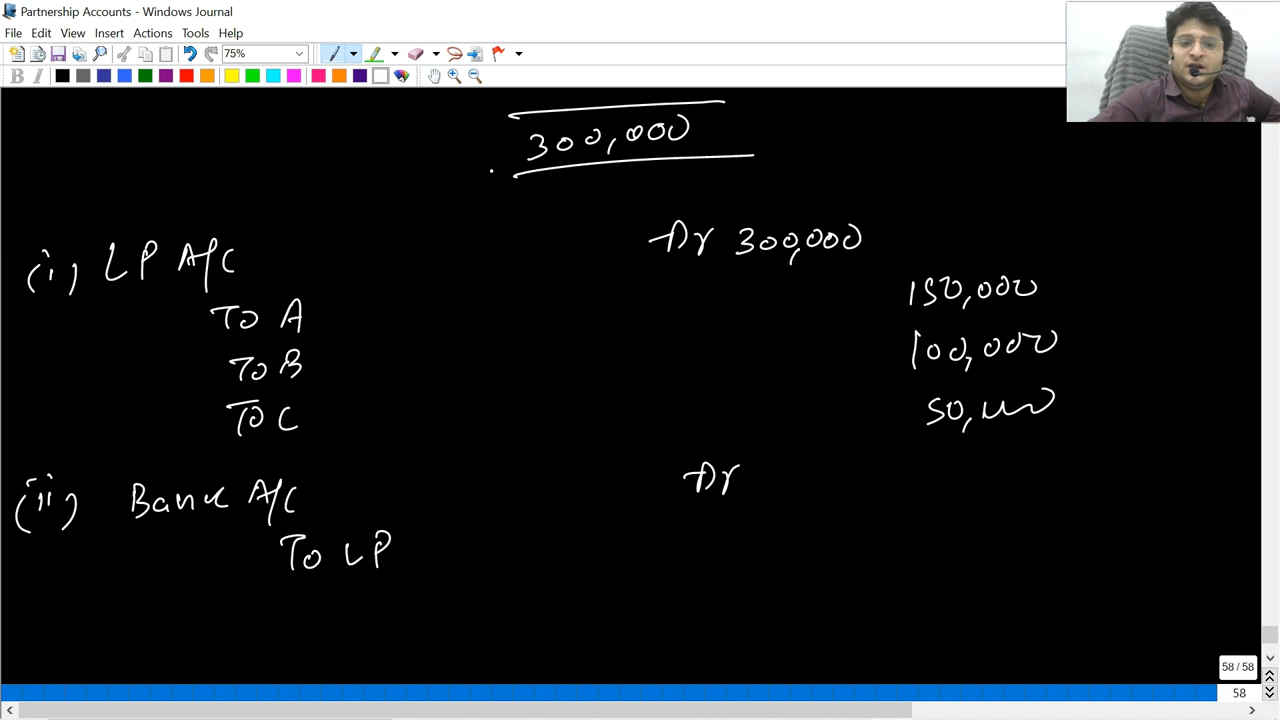 Partnership Accounts - Windows Journal
File Edit View Insert Actions Tools Help
75%
B I
300,000
(i) LP A/C Dr 300,000
To A 150,000
To B 100,000
To C 50,000
(ii) Bank A/C Dr
To LP
58 / 58
58